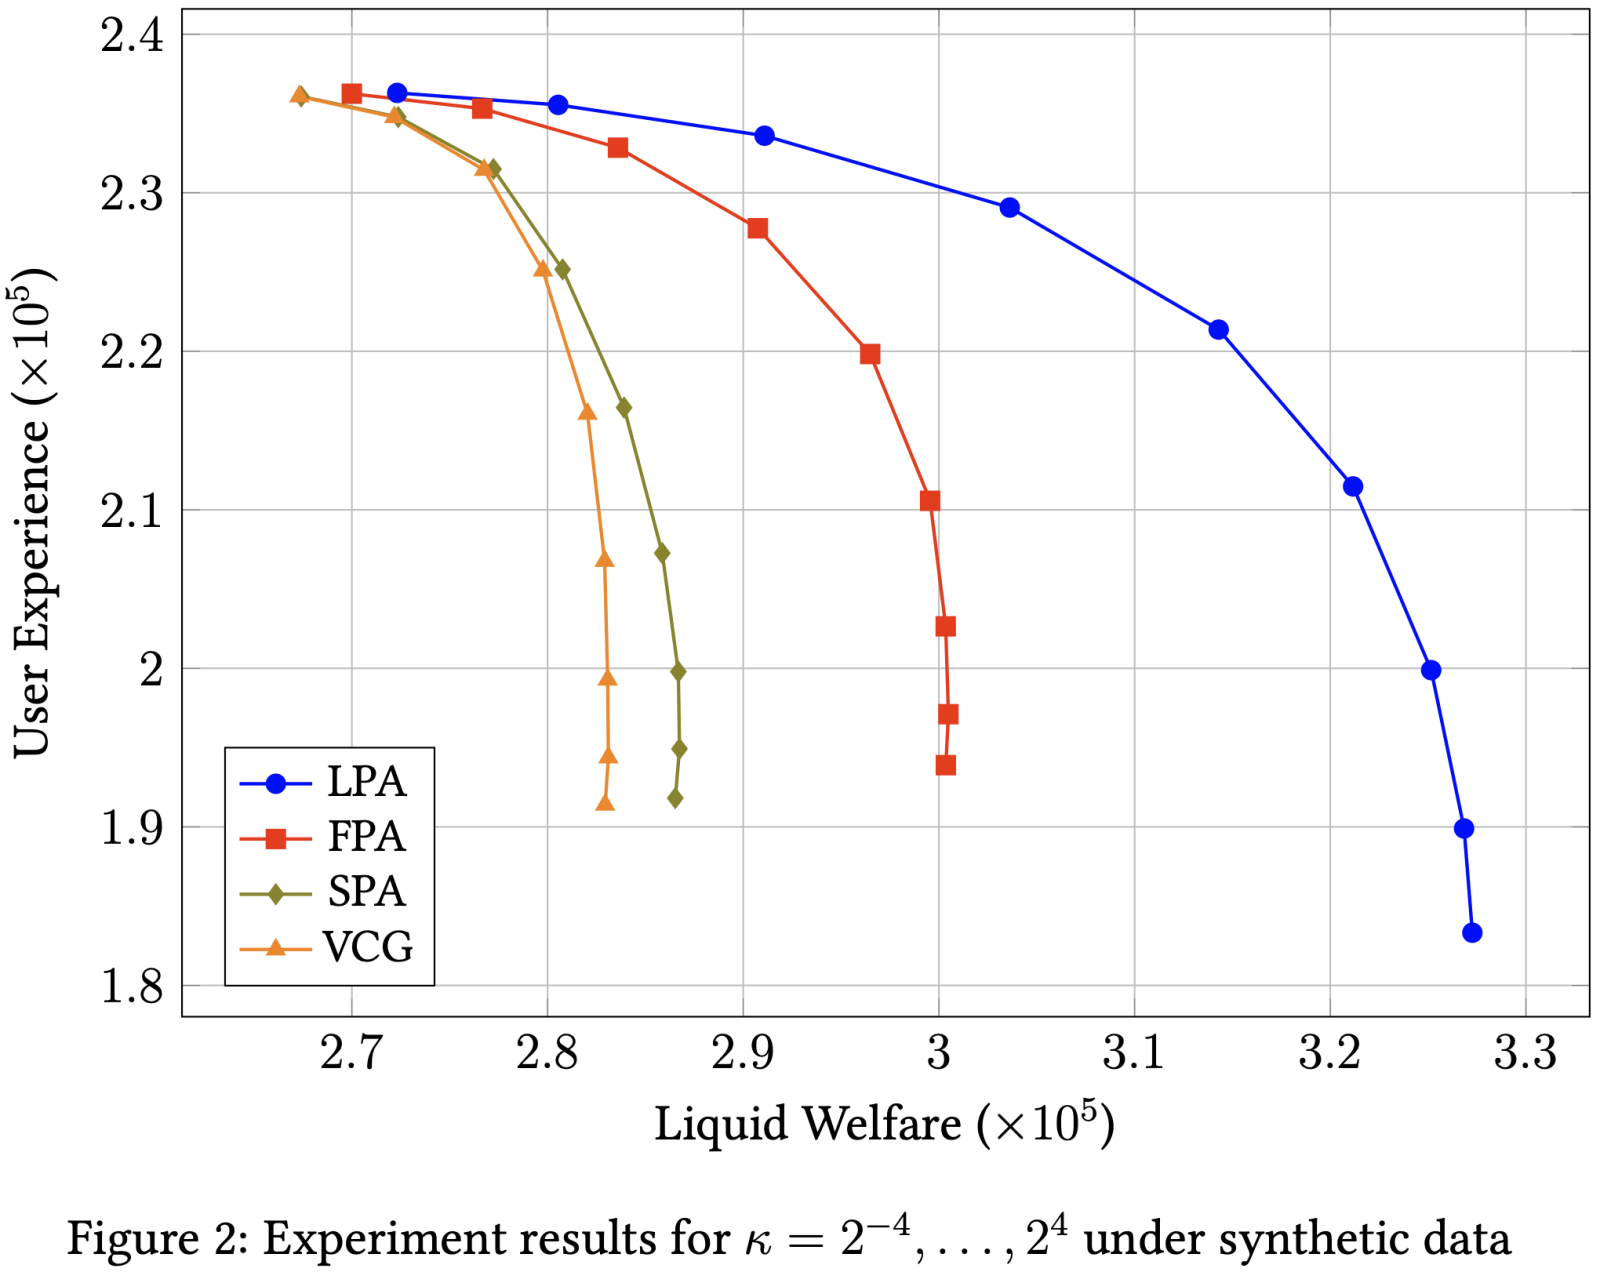 2.4
2.3
2.2
2.1
2
1.9
1.8
User Experience (×10⁵)
LPA
FPA
SPA
VCG
2.7 2.8 2.9 3 3.1 3.2 3.3
Liquid Welfare (×10⁵)
Figure 2: Experiment results for κ = 2⁻⁴, . . . , 2⁴ under synthetic data